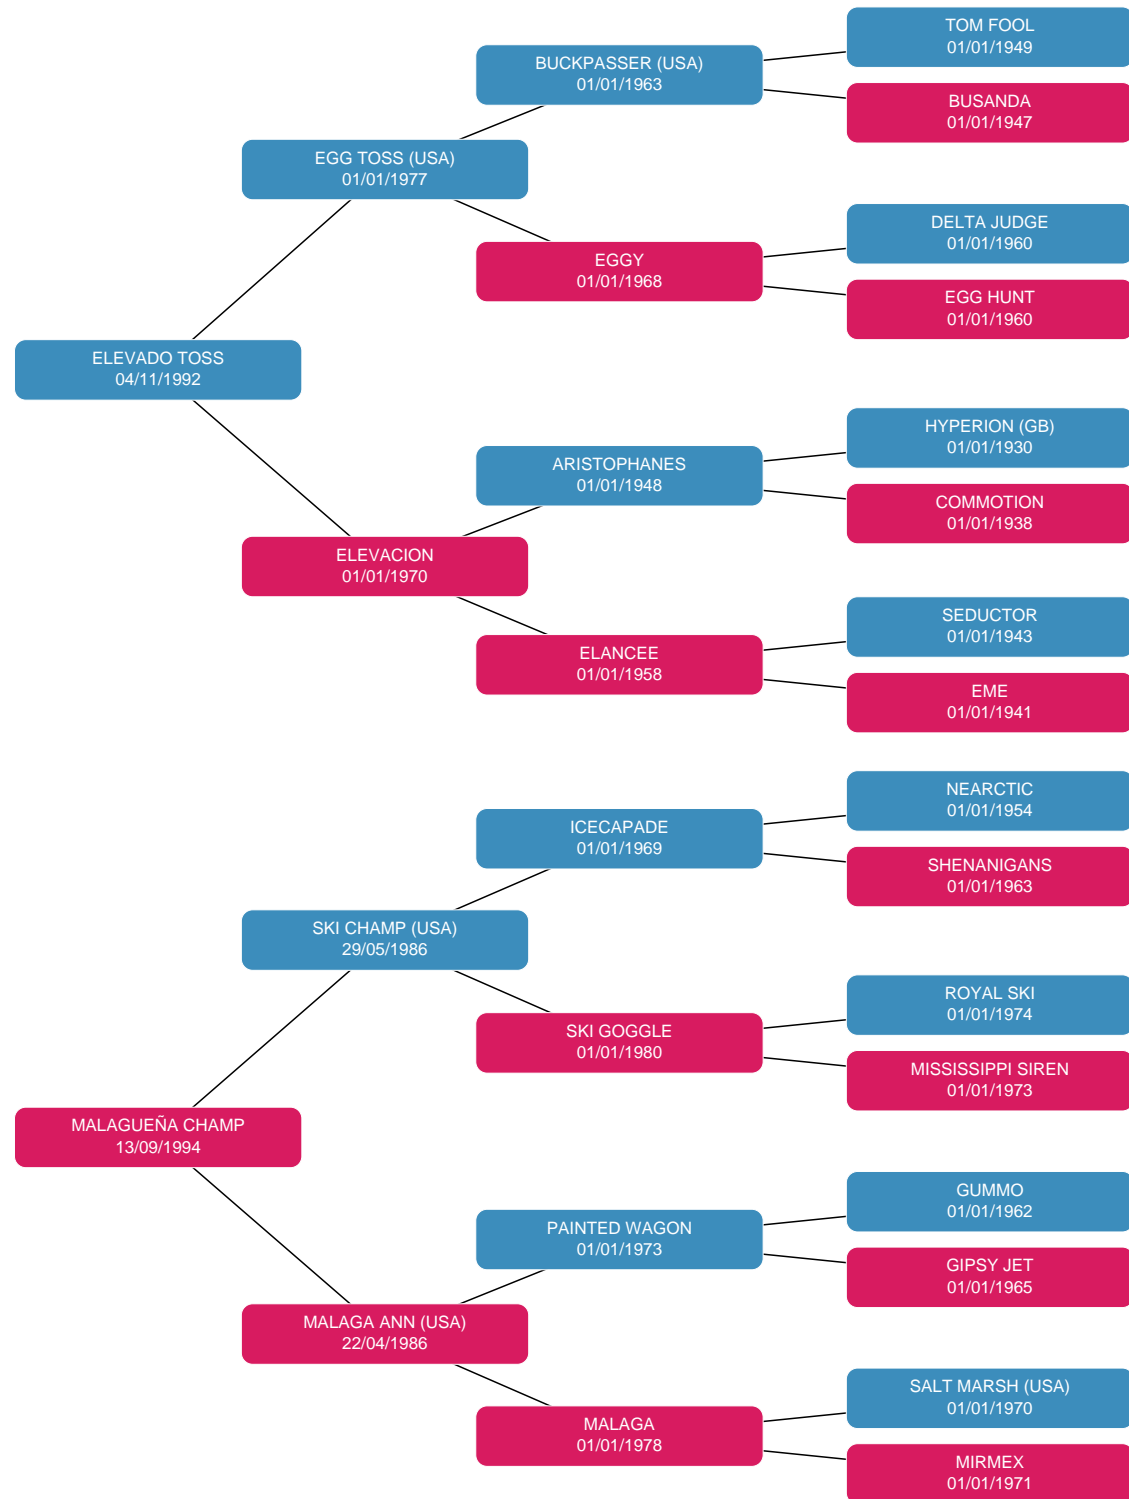 TOM FOOL
01/01/1949
BUCKPASSER (USA)
01/01/1963
BUSANDA
01/01/1947
EGG TOSS (USA)
01/01/1977
DELTA JUDGE
01/01/1960
EGGY
01/01/1968
EGG HUNT
01/01/1960
ELEVADO TOSS
04/11/1992
HYPERION (GB)
01/01/1930
ARISTOPHANES
01/01/1948
COMMOTION
01/01/1938
ELEVACION
01/01/1970
SEDUCTOR
01/01/1943
ELANCEE
01/01/1958
EME
01/01/1941
NEARCTIC
01/01/1954
ICECAPADE
01/01/1969
SHENANIGANS
01/01/1963
SKI CHAMP (USA)
29/05/1986
ROYAL SKI
01/01/1974
SKI GOGGLE
01/01/1980
MISSISSIPPI SIREN
01/01/1973
MALAGUEÑA CHAMP
13/09/1994
GUMMO
01/01/1962
PAINTED WAGON
01/01/1973
GIPSY JET
01/01/1965
MALAGA ANN (USA)
22/04/1986
SALT MARSH (USA)
01/01/1970
MALAGA
01/01/1978
MIRMEX
01/01/1971